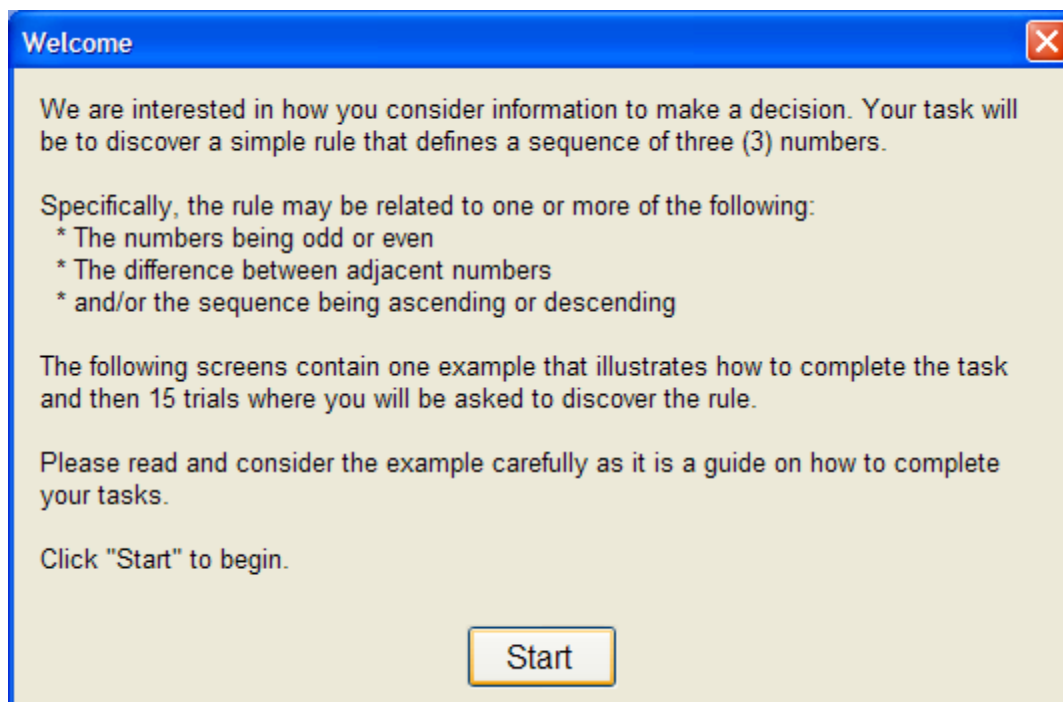 Welcome
We are interested in how you consider information to make a decision. Your task will
be to discover a simple rule that defines a sequence of three (3) numbers.
Specifically, the rule may be related to one or more of the following:
* The numbers being odd or even
* The difference between adjacent numbers
* and/or the sequence being ascending or descending
The following screens contain one example that illustrates how to complete the task
and then 15 trials where you will be asked to discover the rule.
Please read and consider the example carefully as it is a guide on how to complete
your tasks.
Click "Start" to begin.
Start